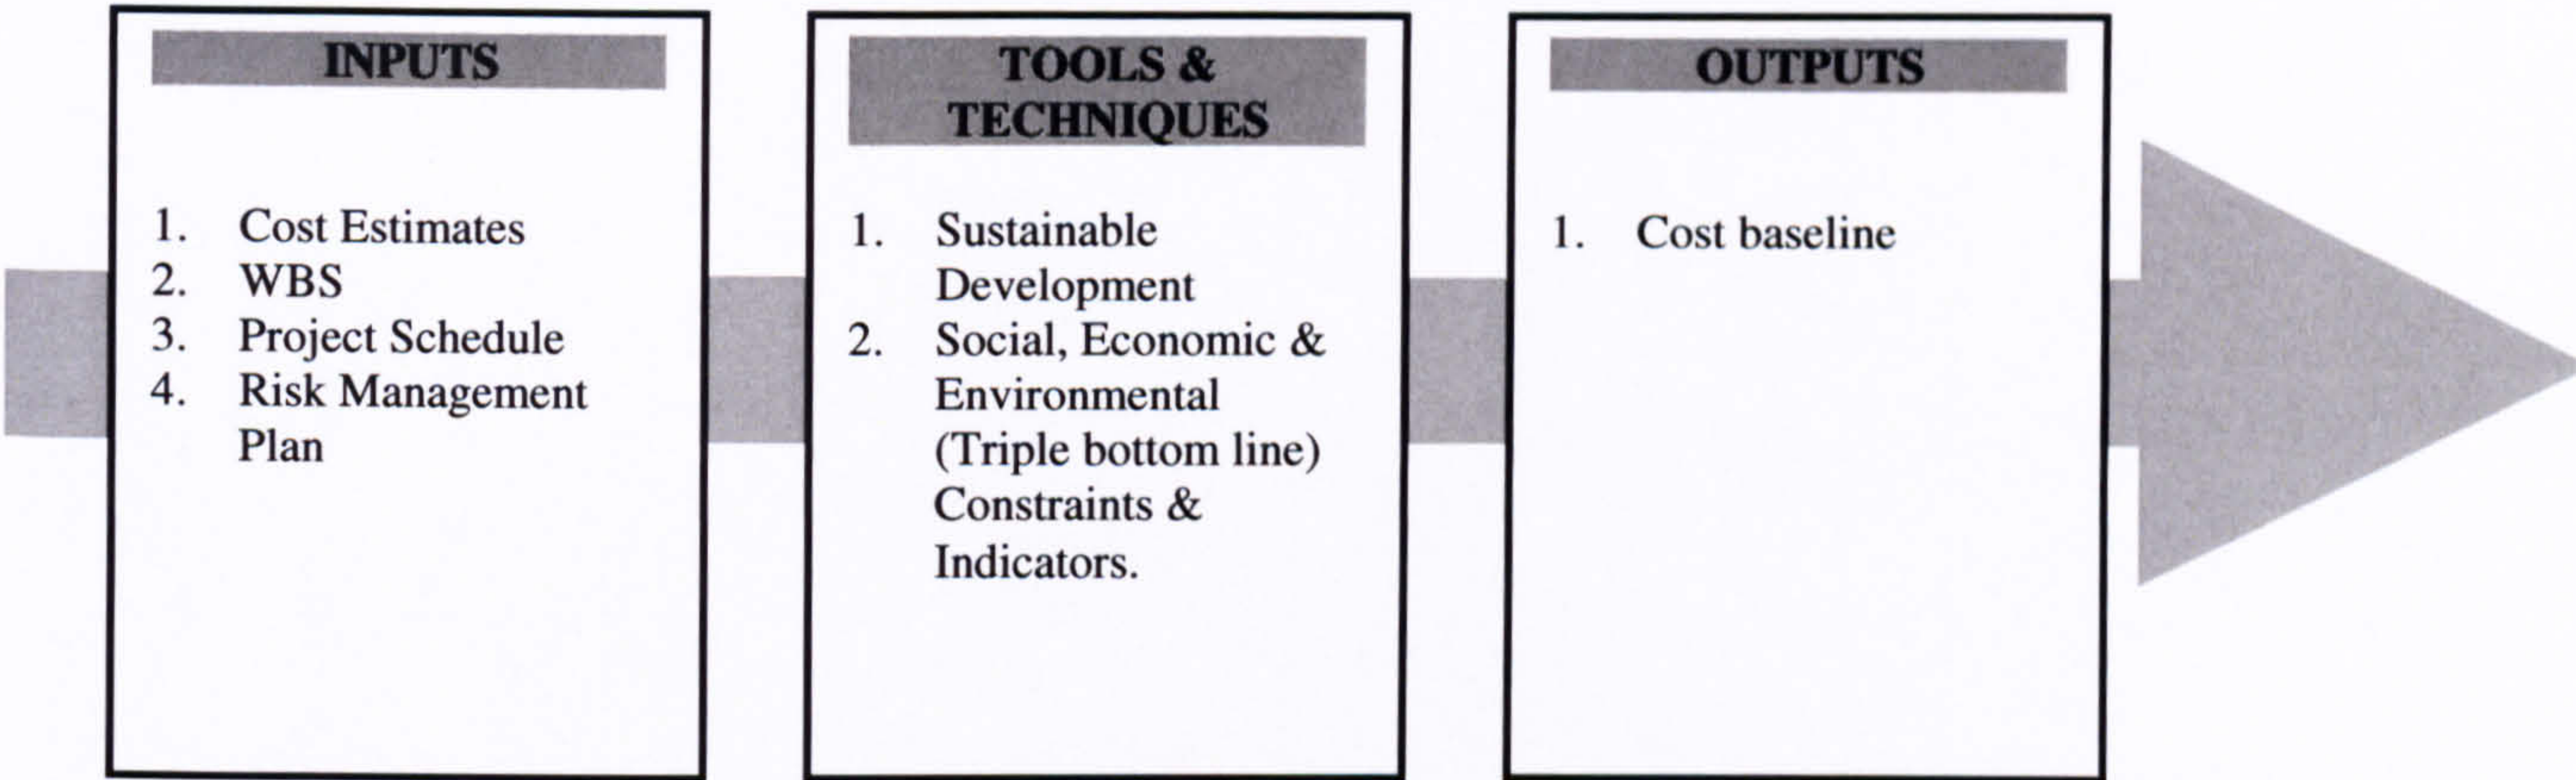 INPUTS
1. Cost Estimates
2. WBS
3. Project Schedule
4. Risk Management
Plan
TOOLS &
TECHNIQUES
1. Sustainable
Development
2. Social, Economic &
Environmental
(Triple bottom line)
Constraints &
Indicators.
OUTPUTS
1. Cost baseline